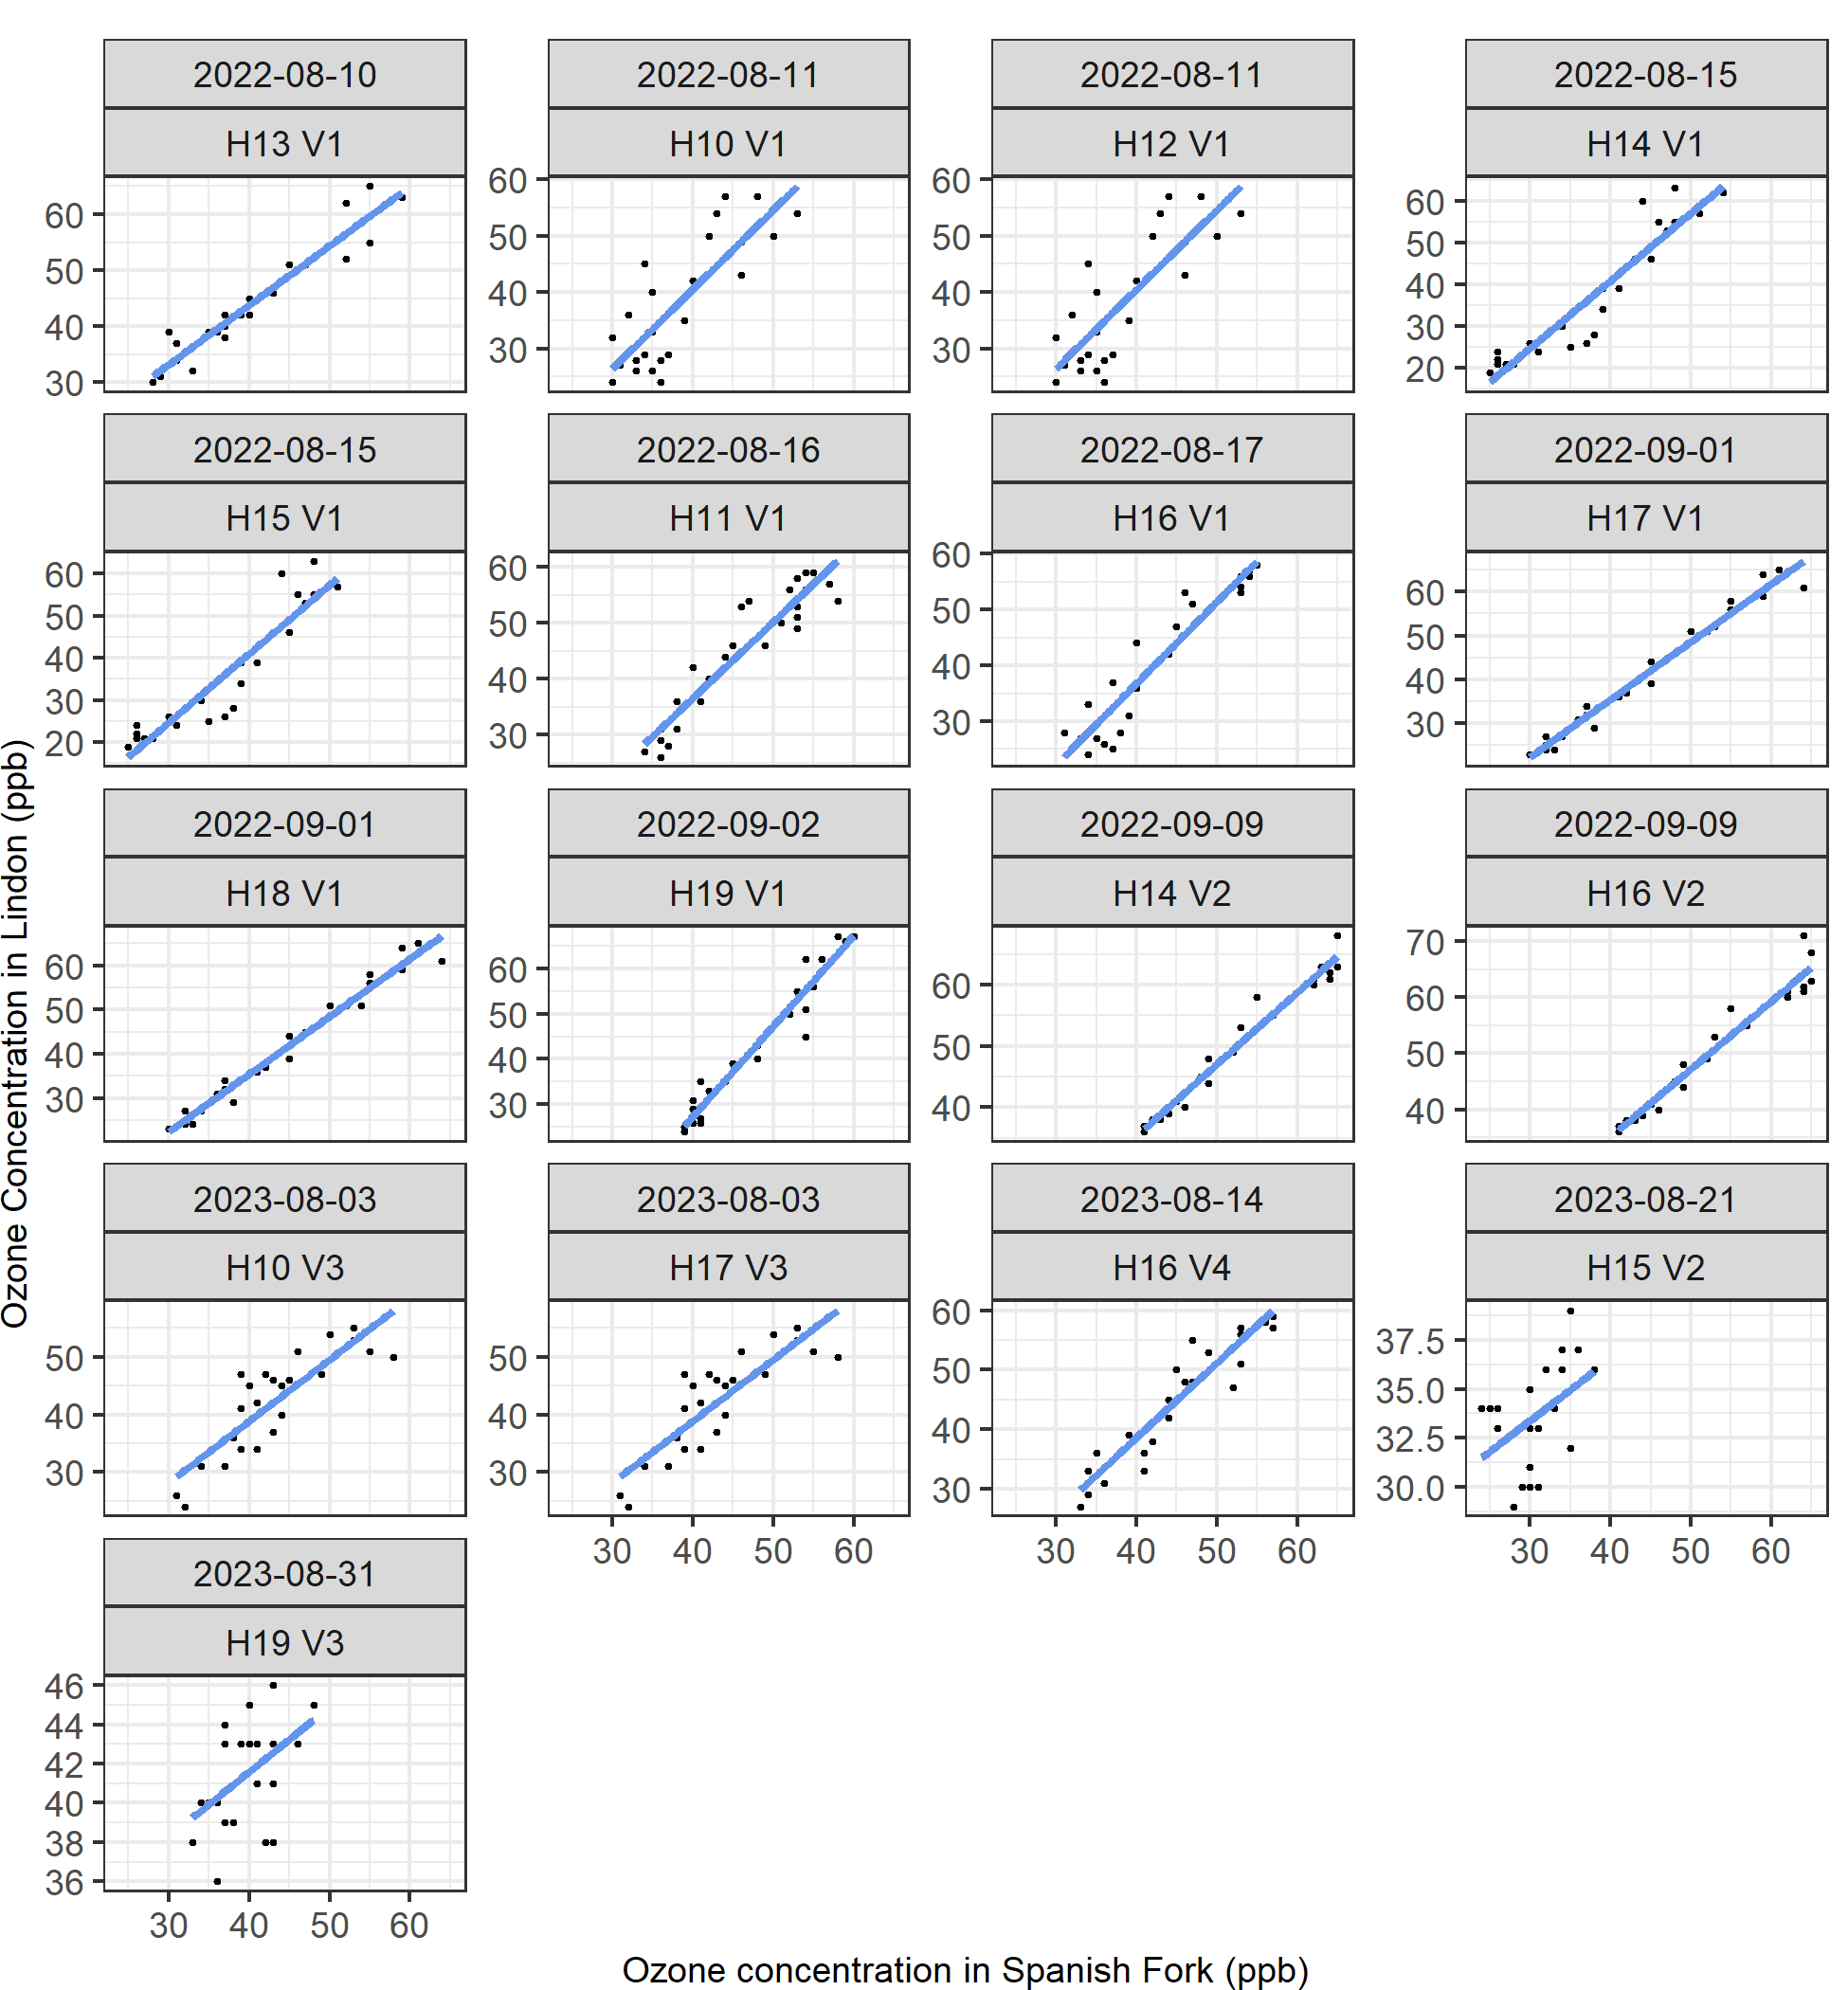 2022-08-10 2022-08-11 2022-08-11 2022-08-15
H13 V1 H10 V1 H12 V1 H14 V1
60 50 40 30
60 50 40 30
60 50 40 30
60 50 40 30 20
2022-08-15 2022-08-16 2022-08-17 2022-09-01
H15 V1 H11 V1 H16 V1 H17 V1
60 50 40 30 20
60 50 40 30
60 50 40 30
60 50 40 30
2022-09-01 2022-09-02 2022-09-09 2022-09-09
H18 V1 H19 V1 H14 V2 H16 V2
60 50 40 30
60 50 40 30
60 50 40
70 60 50 40
2023-08-03 2023-08-03 2023-08-14 2023-08-21
H10 V3 H17 V3 H16 V4 H15 V2
50 40 30
50 40 30
60 50 40 30
37.5 35.0 32.5 30.0
30 40 50 60
30 40 50 60
30 40 50 60
2023-08-31
H19 V3
46 44 42 40 38 36
30 40 50 60
Ozone Concentration in Lindon (ppb)
Ozone concentration in Spanish Fork (ppb)